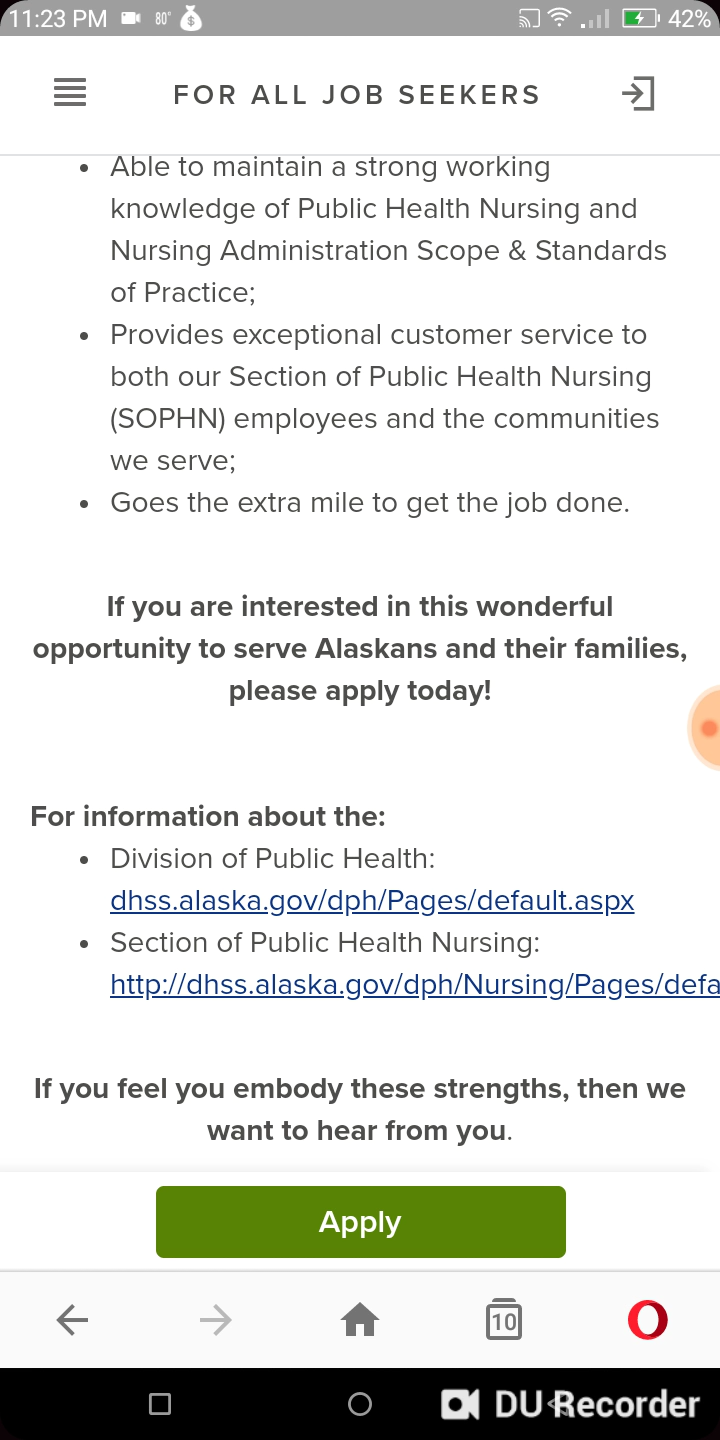 11:23 PM 80° $ 42%
FOR ALL JOB SEEKERS
• Able to maintain a strong working
knowledge of Public Health Nursing and
Nursing Administration Scope & Standards
of Practice;
• Provides exceptional customer service to
both our Section of Public Health Nursing
(SOPHN) employees and the communities
we serve;
• Goes the extra mile to get the job done.
If you are interested in this wonderful
opportunity to serve Alaskans and their families,
please apply today!
For information about the:
• Division of Public Health:
dhss.alaska.gov/dph/Pages/default.aspx
• Section of Public Health Nursing:
http://dhss.alaska.gov/dph/Nursing/Pages/defa
If you feel you embody these strengths, then we
want to hear from you.
Apply
10
DU Recorder